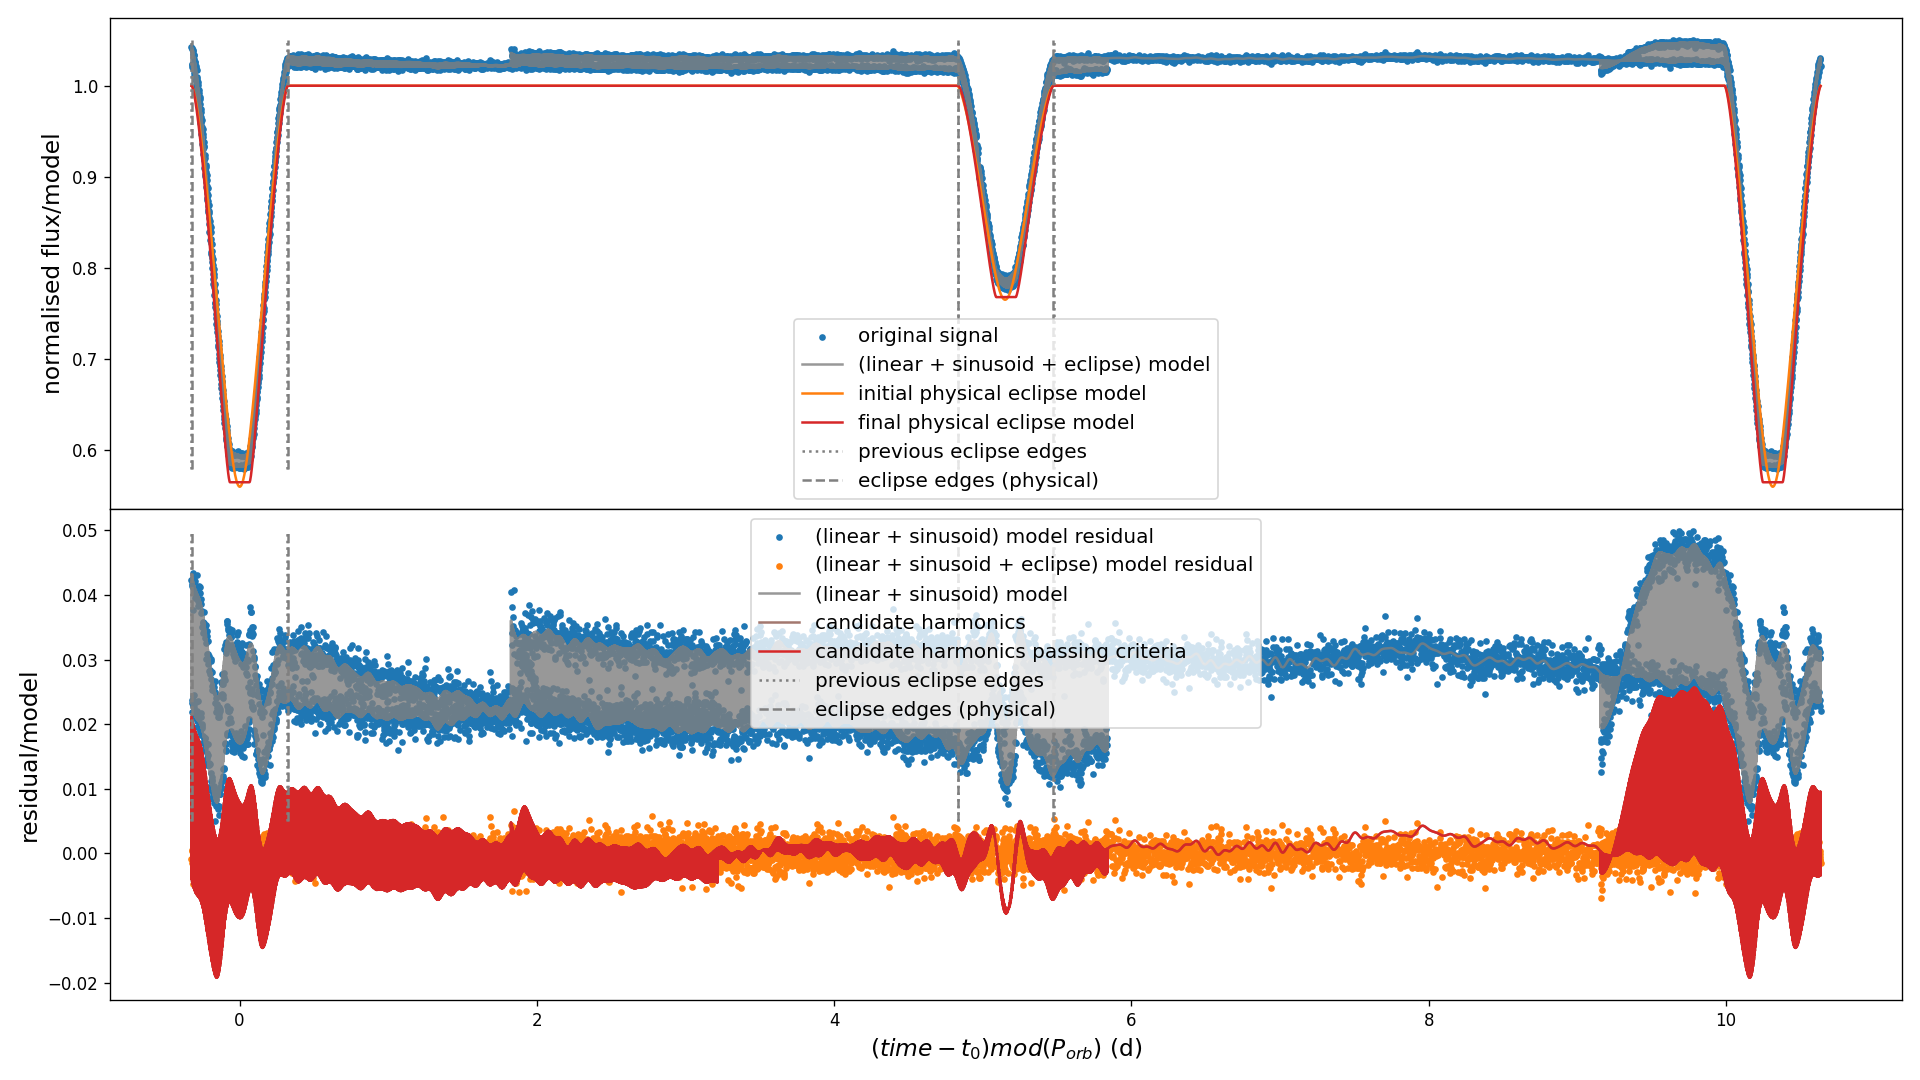 normalised flux/model
1.0
0.9
0.8
0.7
0.6
original signal
(linear + sinusoid + eclipse) model
initial physical eclipse model
final physical eclipse model
previous eclipse edges
eclipse edges (physical)
residual/model
0.05
0.04
0.03
0.02
0.01
0.00
−0.01
−0.02
(linear + sinusoid) model residual
(linear + sinusoid + eclipse) model residual
(linear + sinusoid) model
candidate harmonics
candidate harmonics passing criteria
previous eclipse edges
eclipse edges (physical)
0 2 4 6 8 10
(time − t₀)mod(P_orb) (d)